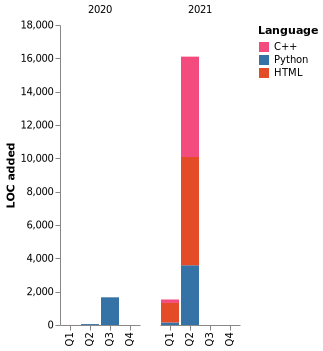 2020
2021
Language
C++
Python
HTML
LOC added
18,000
16,000
14,000
12,000
10,000
8,000
6,000
4,000
2,000
0
Q1
Q2
Q3
Q4
Q1
Q2
Q3
Q4